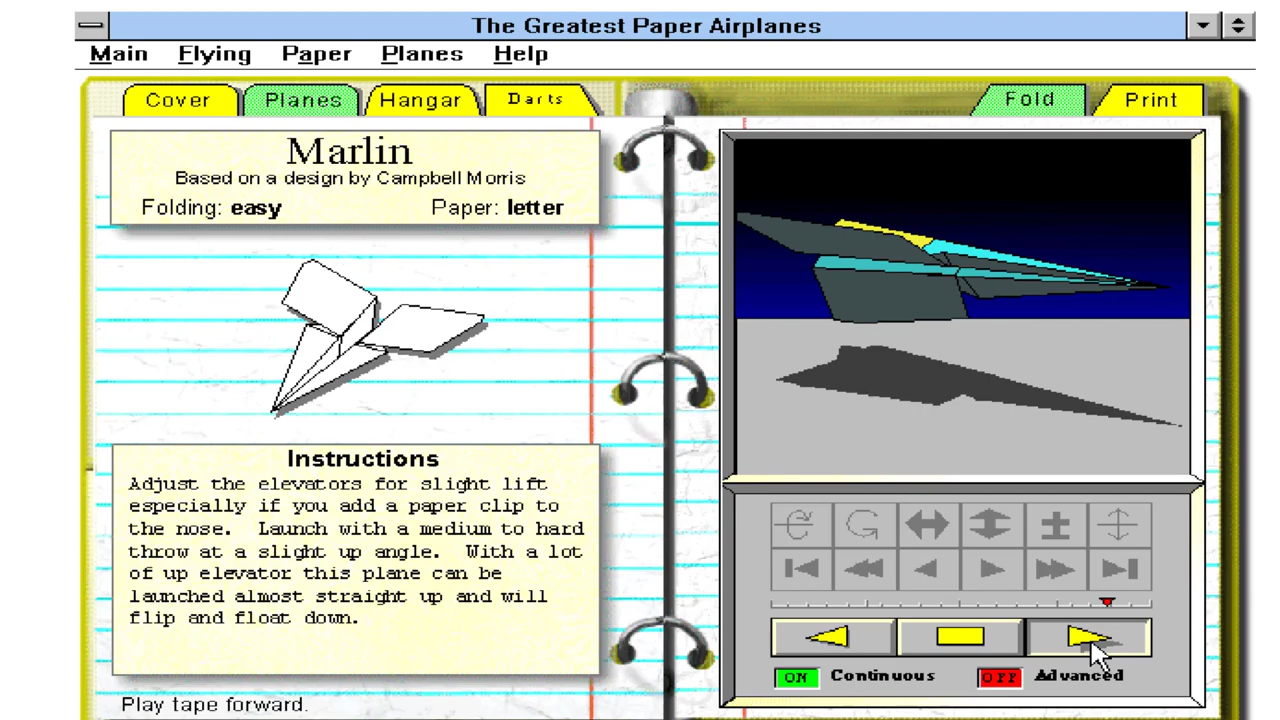 The Greatest Paper Airplanes
Main Flying Paper Planes Help
Cover Planes Hangar Darts Fold Print
Marlin
Based on a design by Campbell Morris
Folding: easy Paper: letter
Instructions
Adjust the elevators for slight lift
especially if you add a paper clip to
the nose. Launch with a medium to hard
throw at a slight up angle. With a lot
of up elevator this plane can be
launched almost straight up and will
flip and float down.
ON Continuous OFF Advanced
Play tape forward.